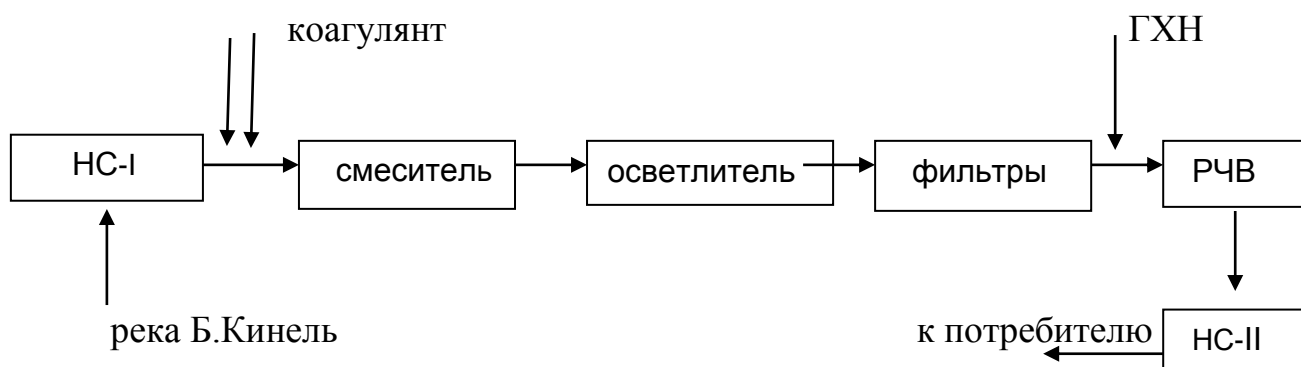 коагулянт
ГХН
НС-I
смеситель
осветлитель
фильтры
РЧВ
река Б.Кинель
к потребителю
НС-II